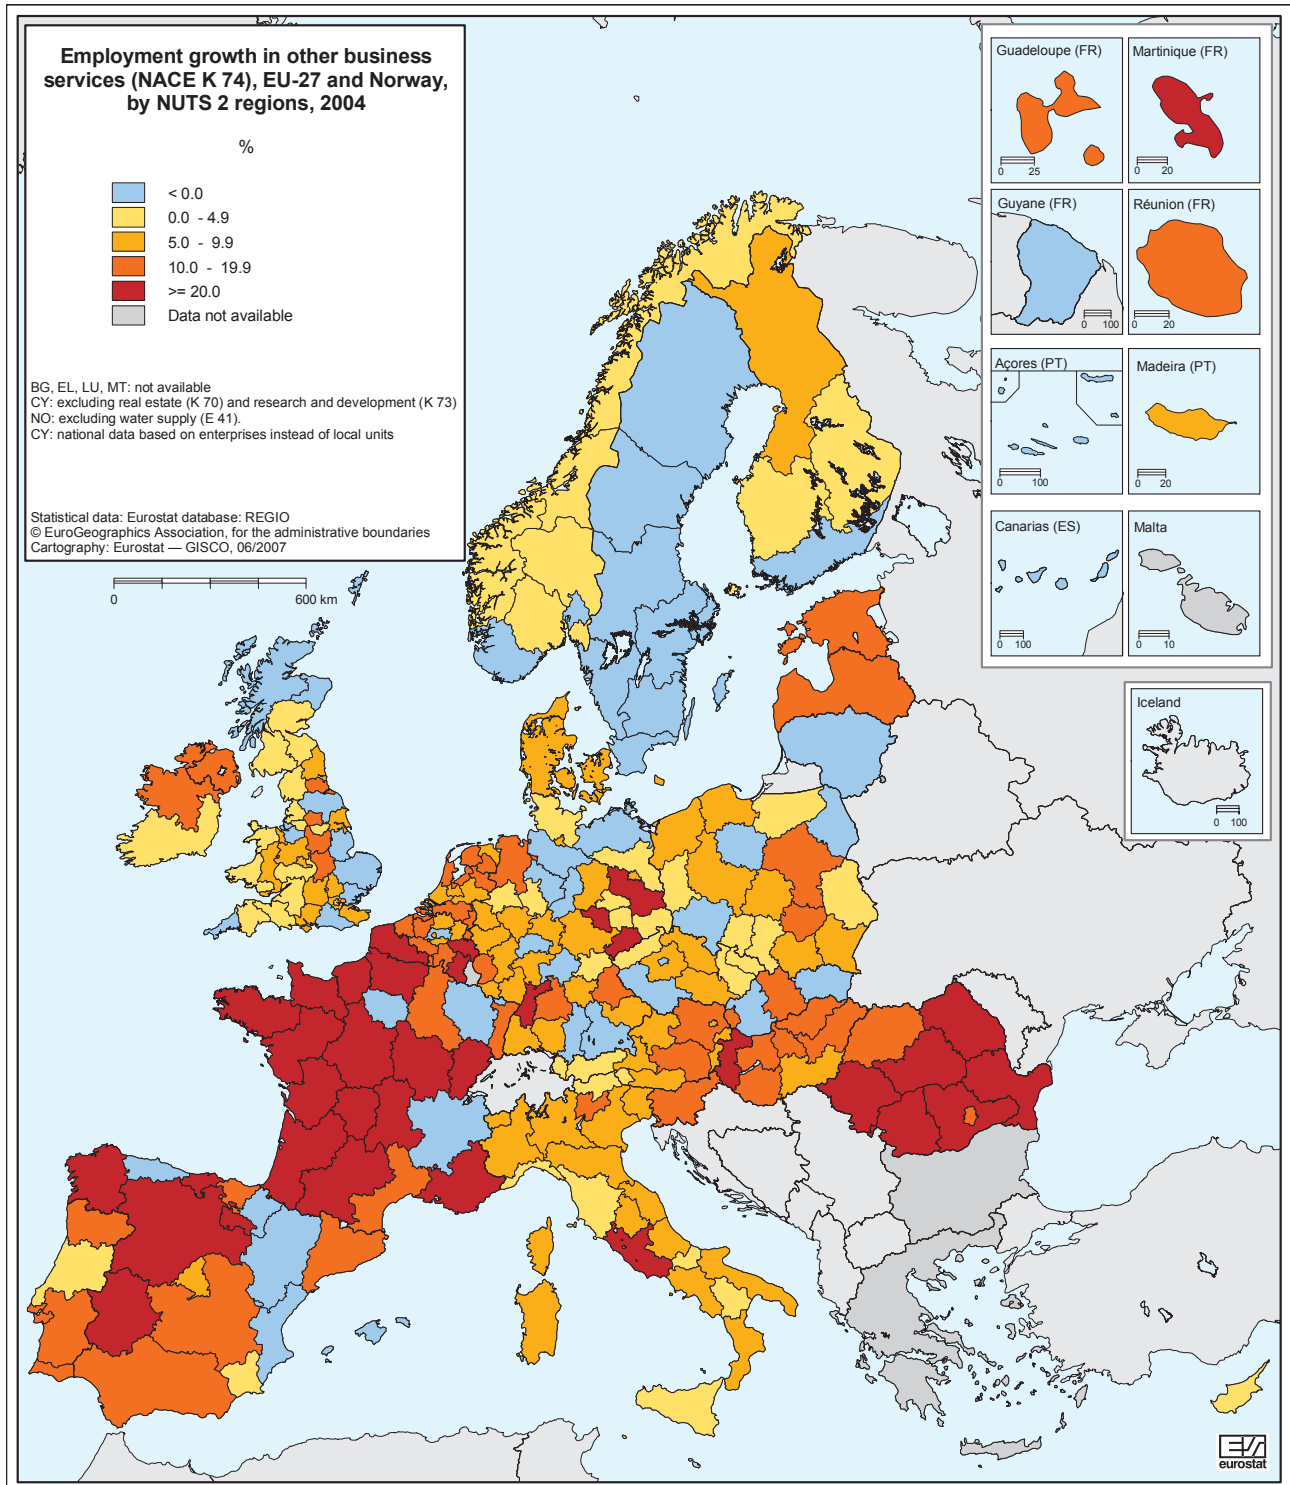 Employment growth in other business
services (NACE K 74), EU-27 and Norway,
by NUTS 2 regions, 2004
%
< 0.0
0.0 - 4.9
5.0 - 9.9
10.0 - 19.9
>= 20.0
Data not available
BG, EL, LU, MT: not available
CY: excluding real estate (K 70) and research and development (K 73)
NO: excluding water supply (E 41).
CY: national data based on enterprises instead of local units
Statistical data: Eurostat database: REGIO
© EuroGeographics Association, for the administrative boundaries
Cartography: Eurostat — GISCO, 06/2007
0 600 km
Guadeloupe (FR)
0 25
Martinique (FR)
0 20
Guyane (FR)
0 100
Réunion (FR)
0 20
Açores (PT)
0 100
Madeira (PT)
0 20
Canarias (ES)
0 100
Malta
0 10
Iceland
0 100
eurostat